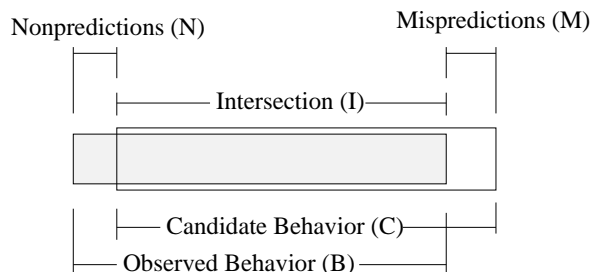 Nonpredictions (N)
Mispredictions (M)
Intersection (I)
Candidate Behavior (C)
Observed Behavior (B)